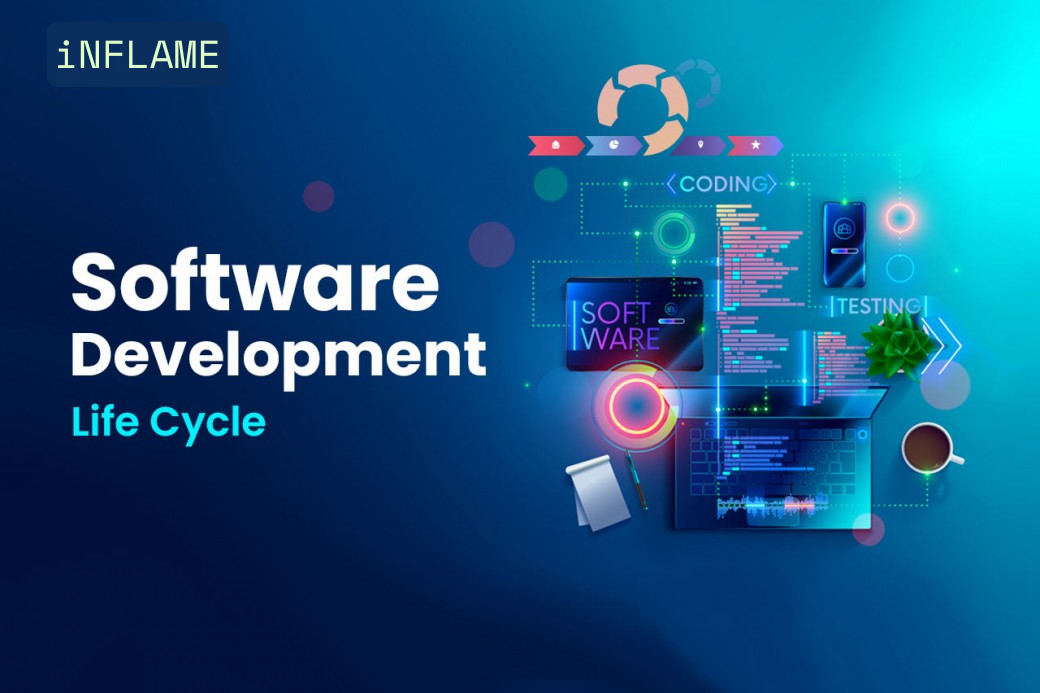 iNFLAME
Software
Development
Life Cycle
CODING
SOFT
WARE
TESTING